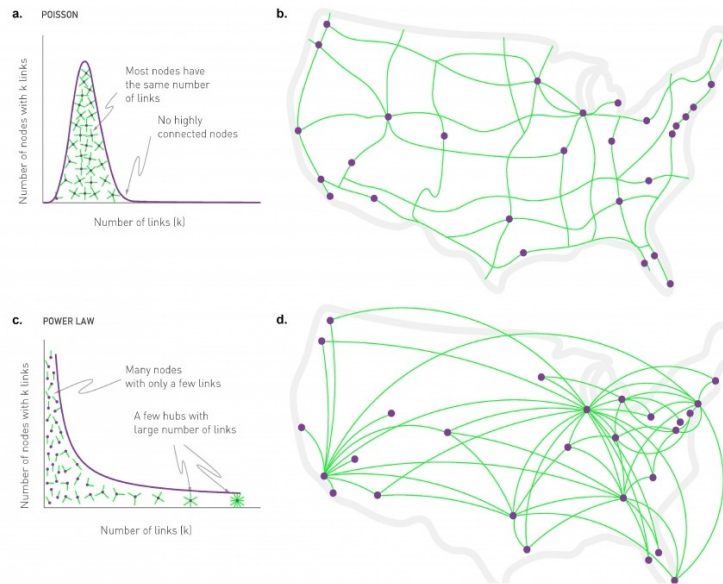 a. POISSON
Number of nodes with k links
Most nodes have
the same number
of links
No highly
connected nodes
Number of links (k)
b.
c. POWER LAW
Number of nodes with k links
Many nodes
with only a few links
A few hubs with
large number of links
Number of links (k)
d.